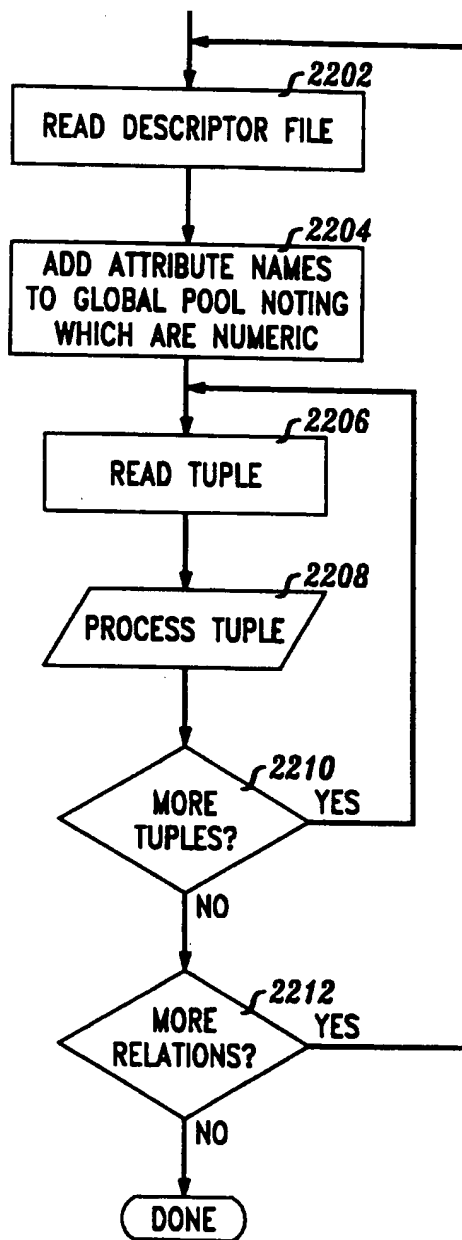 2202
READ DESCRIPTOR FILE
2204
ADD ATTRIBUTE NAMES
TO GLOBAL POOL NOTING
WHICH ARE NUMERIC
2206
READ TUPLE
2208
PROCESS TUPLE
2210
MORE
TUPLES?
YES
NO
2212
MORE
RELATIONS?
YES
NO
DONE